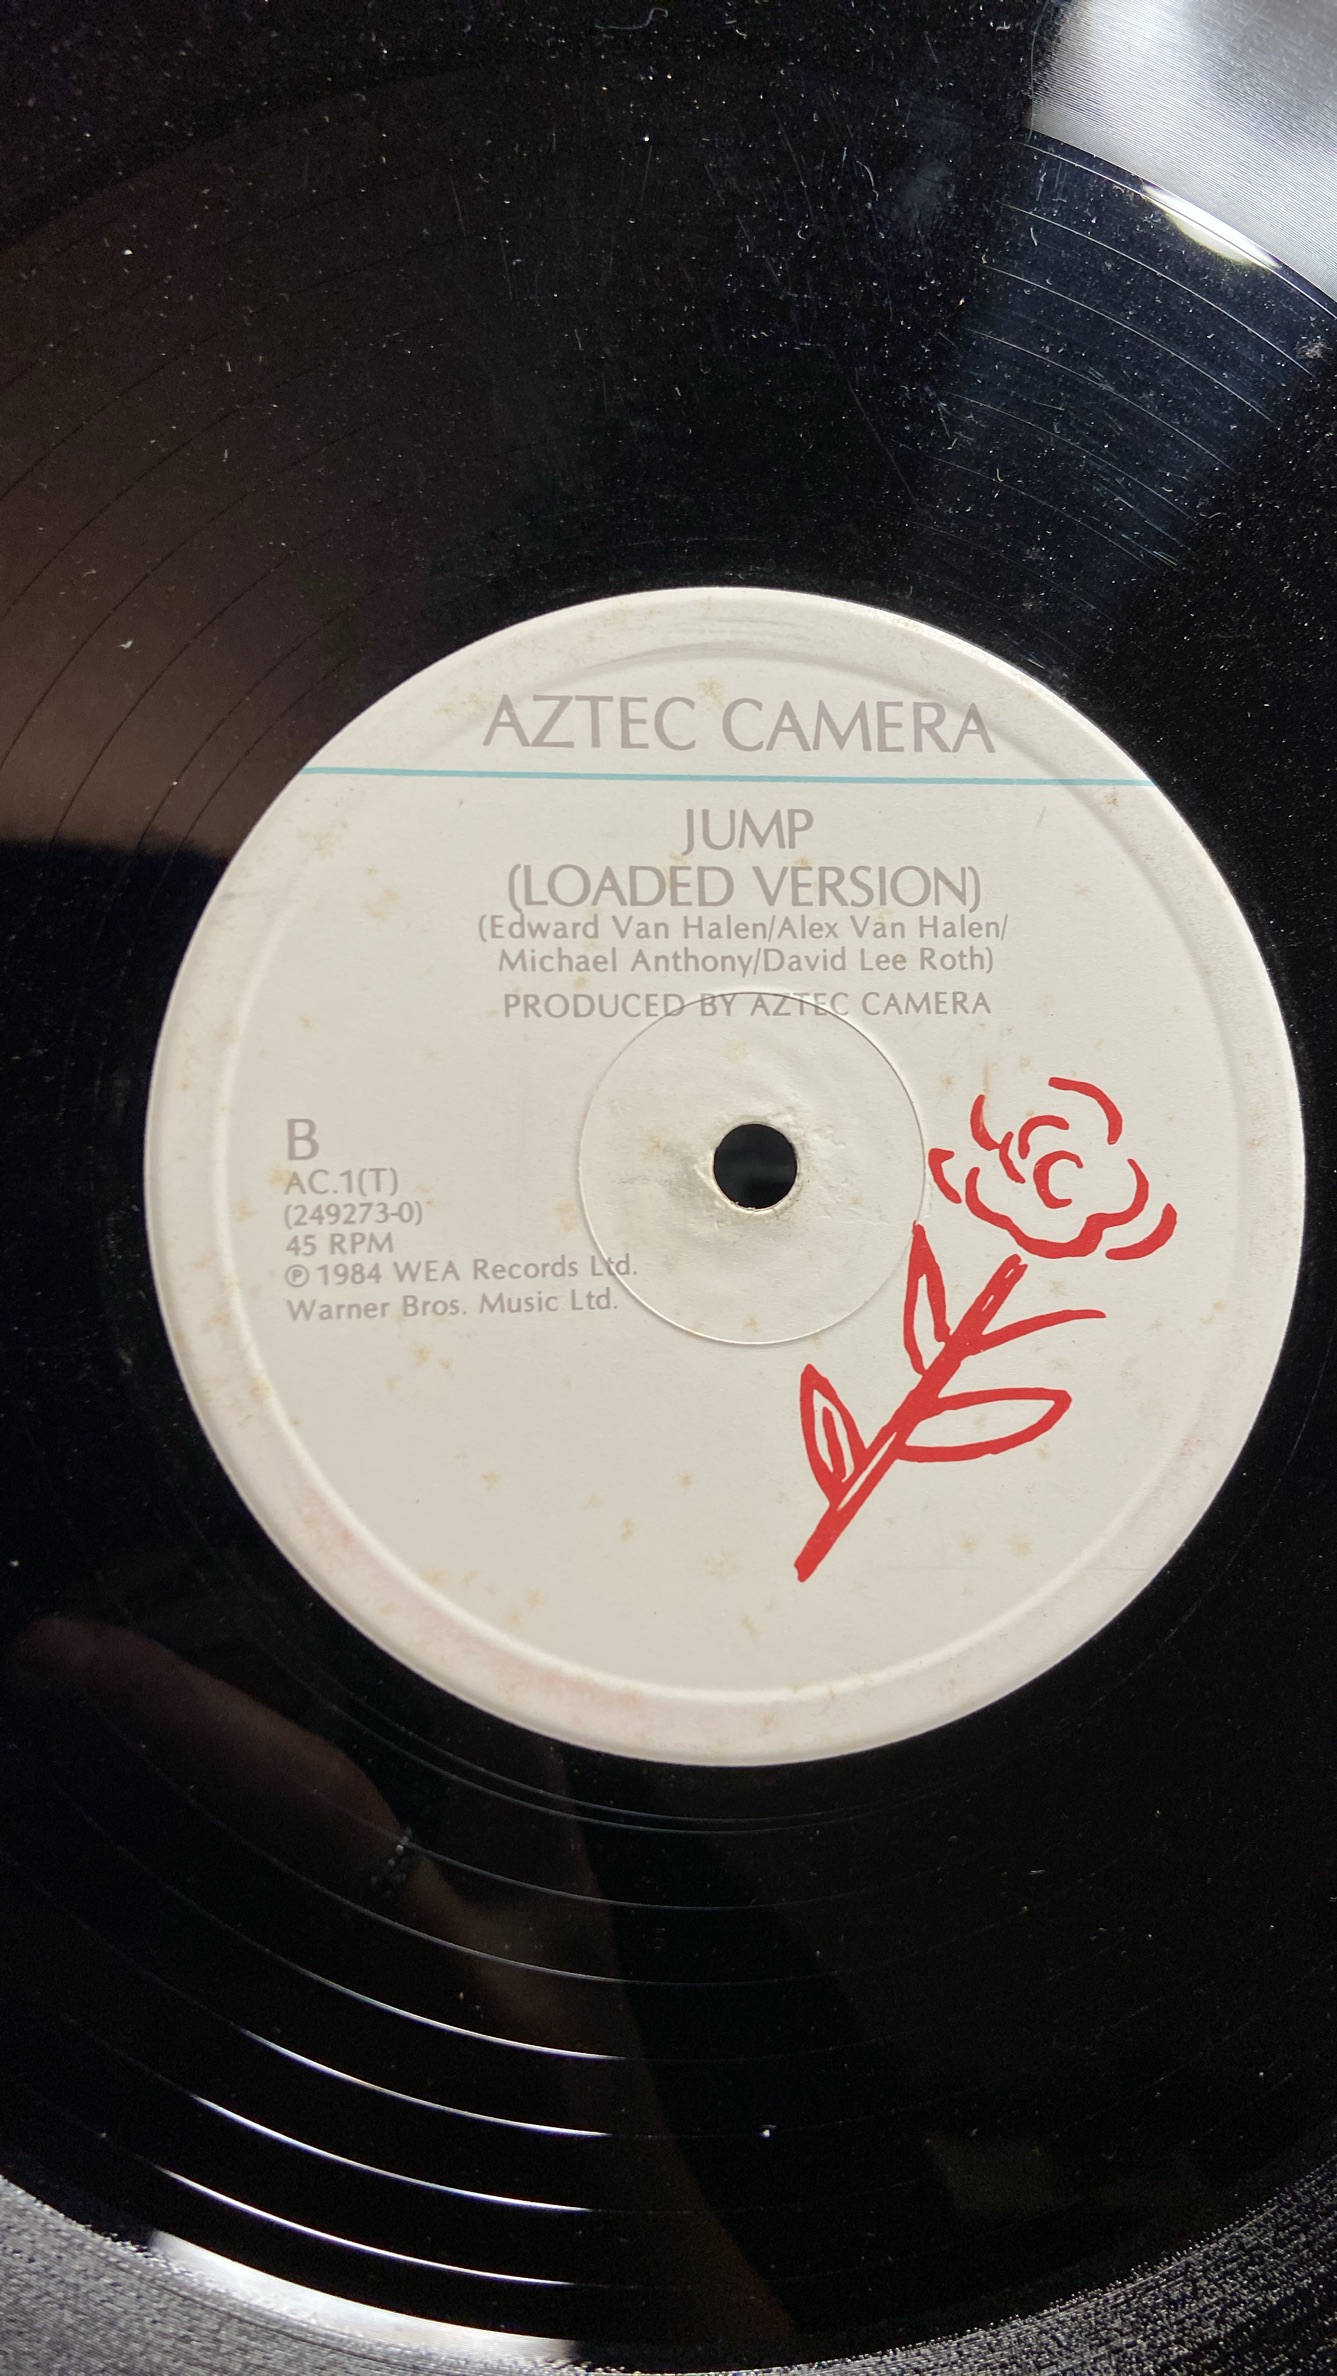 AZTEC CAMERA
JUMP
(LOADED VERSION)
(Edward Van Halen/Alex Van Halen/
Michael Anthony/David Lee Roth)
PRODUCED BY AZTEC CAMERA
B
AC.1(T)
(249273-0)
45 RPM
℗ 1984 WEA Records Ltd.
Warner Bros. Music Ltd.